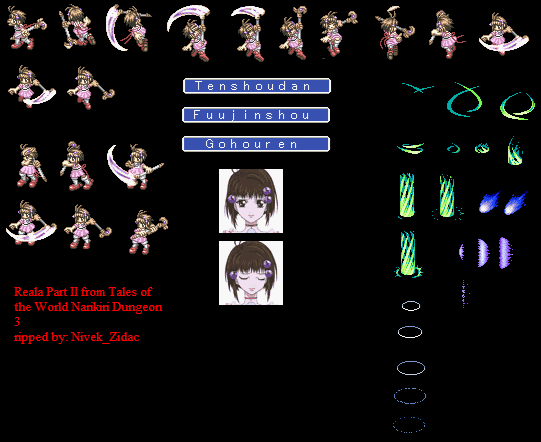 Tenshoudan
Fuujinshou
Gohouren
Reala Part II from Tales of
the World Narikiri Dungeon
3
ripped by: Nivek_Zidac